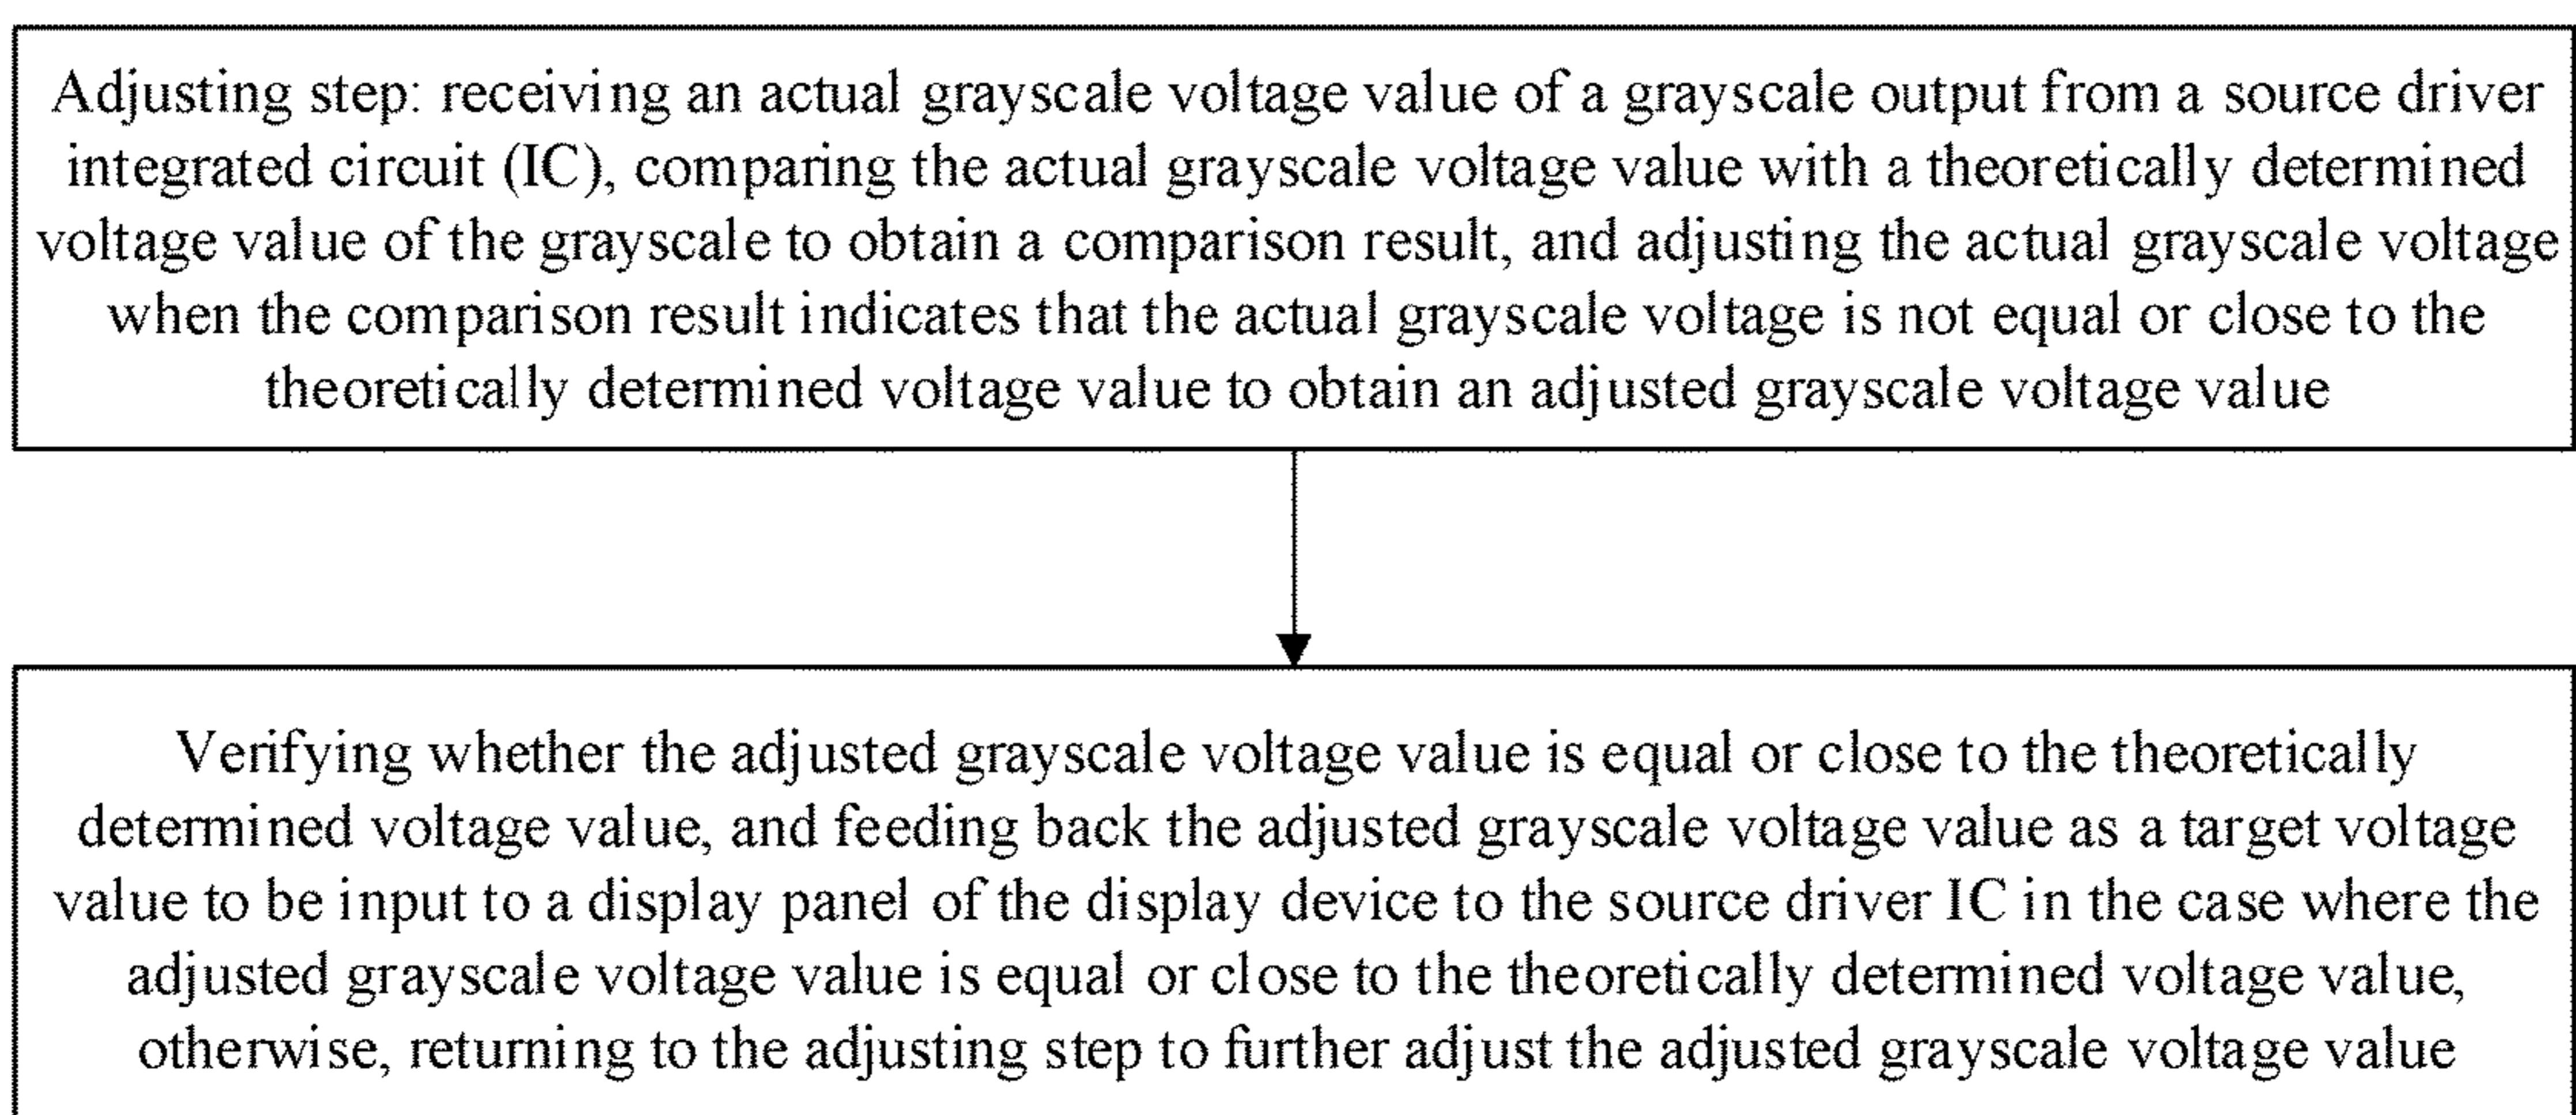 Adjusting step: receiving an actual grayscale voltage value of a grayscale output from a source driver
integrated circuit (IC), comparing the actual grayscale voltage value with a theoretically determined
voltage value of the grayscale to obtain a comparison result, and adjusting the actual grayscale voltage
when the comparison result indicates that the actual grayscale voltage is not equal or close to the
theoretically determined voltage value to obtain an adjusted grayscale voltage value
Verifying whether the adjusted grayscale voltage value is equal or close to the theoretically
determined voltage value, and feeding back the adjusted grayscale voltage value as a target voltage
value to be input to a display panel of the display device to the source driver IC in the case where the
adjusted grayscale voltage value is equal or close to the theoretically determined voltage value,
otherwise, returning to the adjusting step to further adjust the adjusted grayscale voltage value